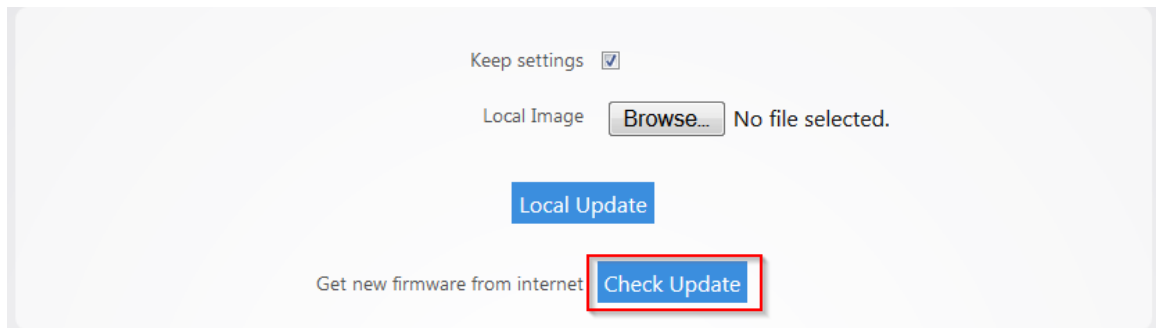 Keep settings
Local Image Browse... No file selected.
Local Update
Get new firmware from internet Check Update